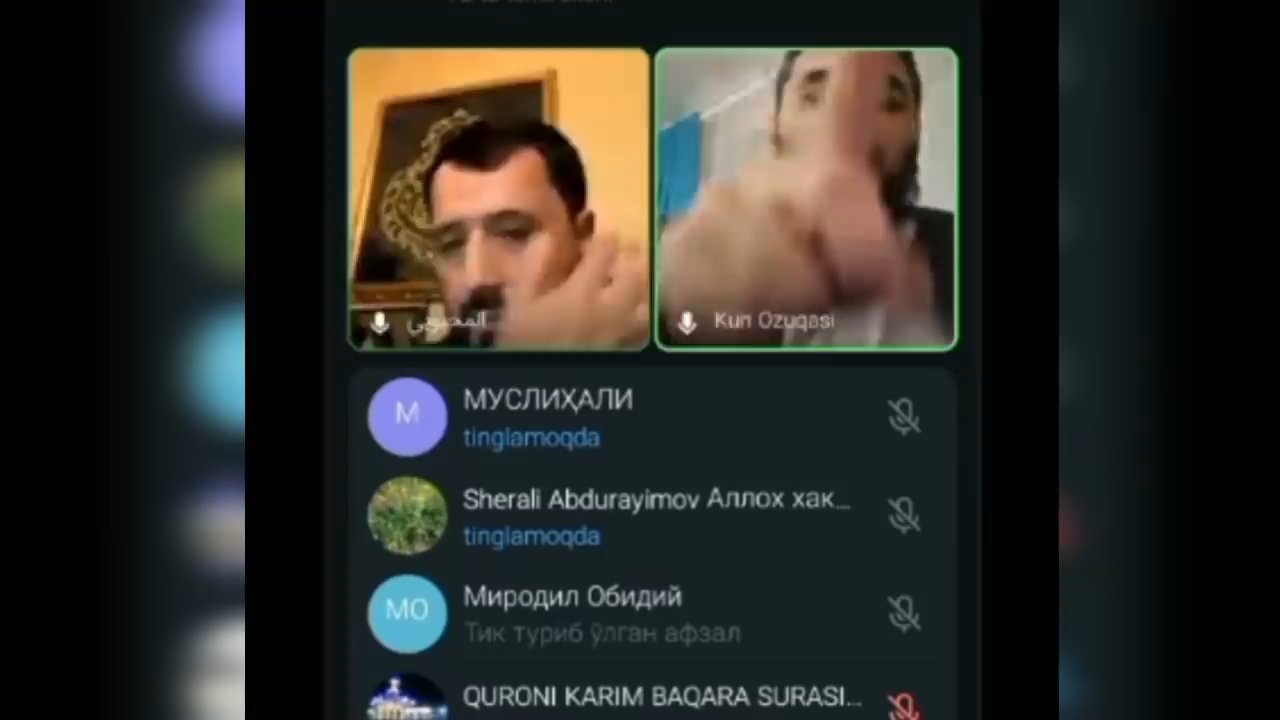 Kun Ozuqasi
МУСЛИҲАЛИ
tinglamoqda
Sherali Abdurayimov Аллох хак...
tinglamoqda
МО
Миродил Обидий
Тик туриб ўлган афзал
QURONI KARIM BAQARA SURASI...
М